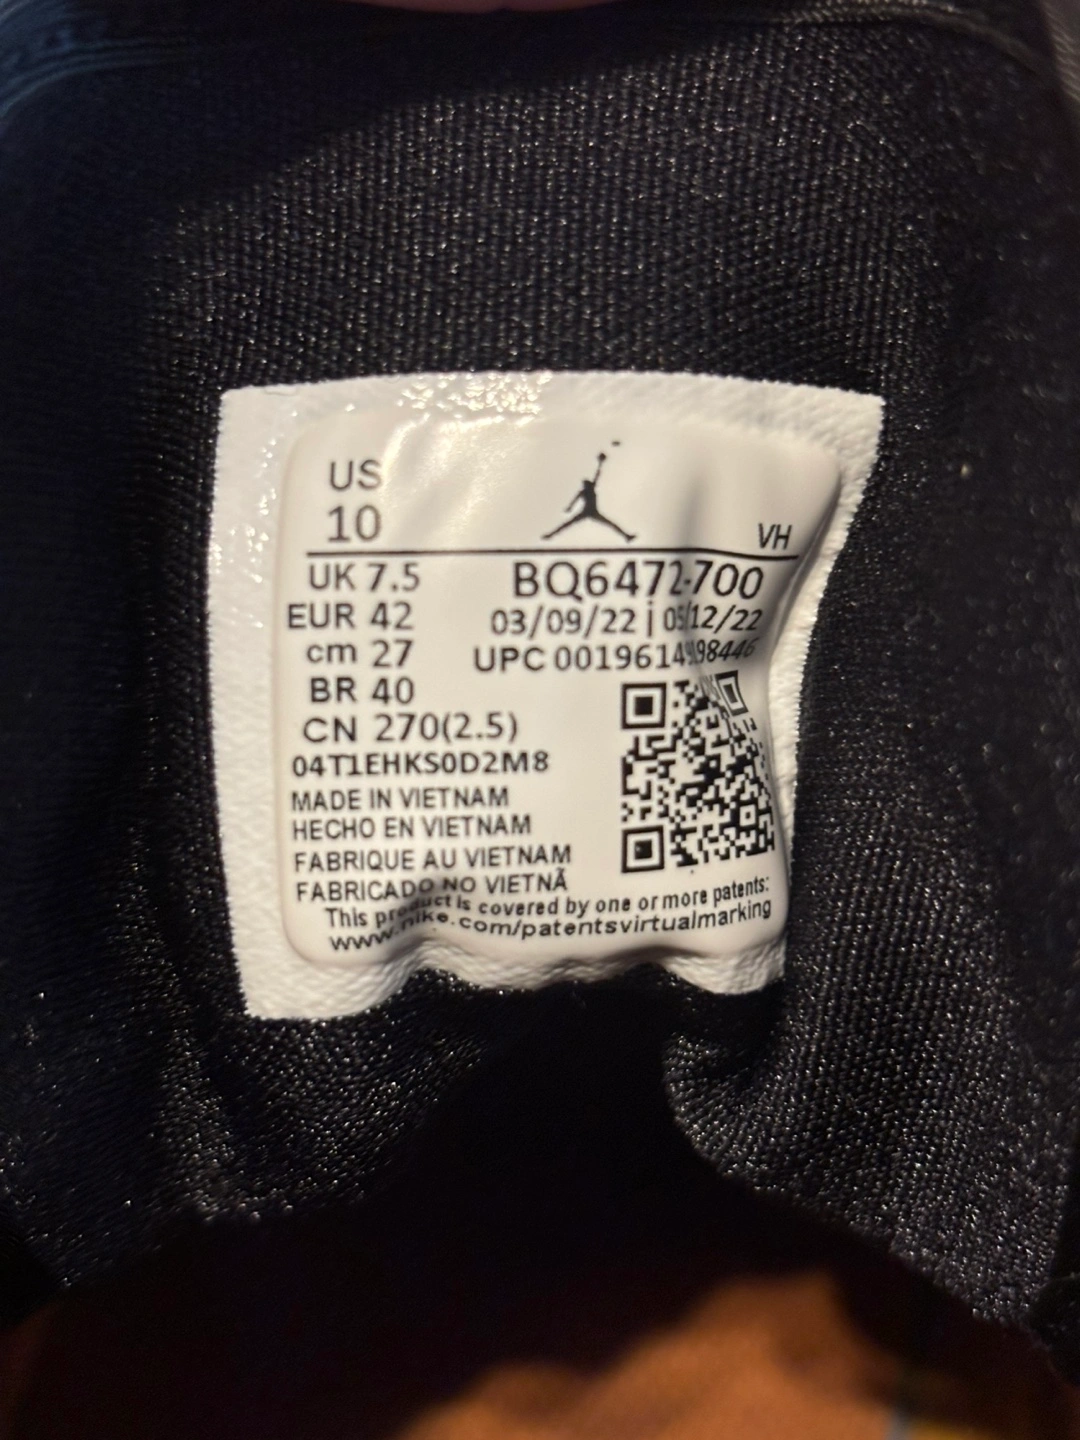 US
10
VH
UK 7.5
BQ6472-700
EUR 42
03/09/22 | 05/12/22
cm 27
UPC
BR 40
CN 270(2.5)
04T1EHKS0D2M8
MADE IN VIETNAM
HECHO EN VIETNAM
FABRIQUE AU VIETNAM
FABRICADO NO VIETNÃ
This product is covered by one or more patents:
www.nike.com/patentsvirtualmarking